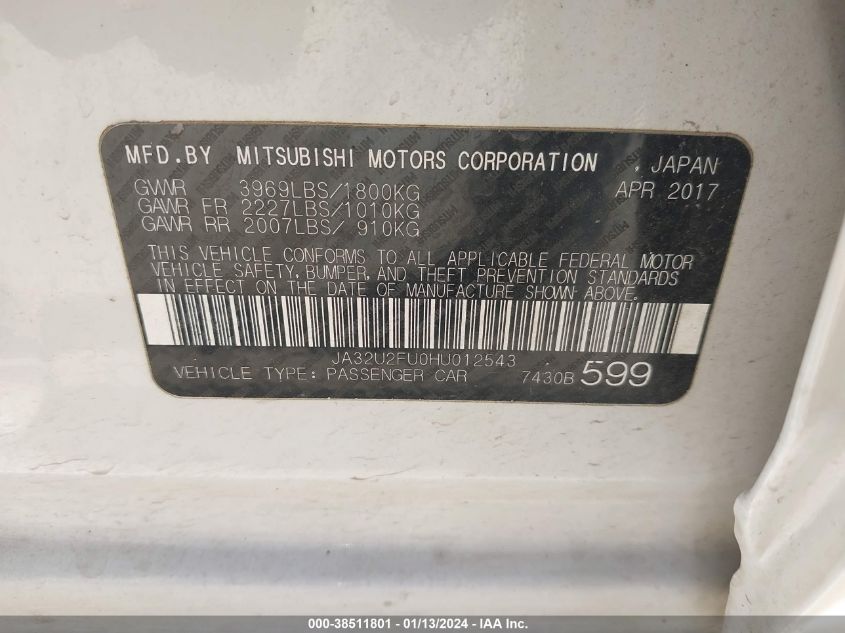 MFD.BY MITSUBISHI MOTORS CORPORATION , JAPAN
GVWR 3969LBS/1800KG APR 2017
GAWR FR 2227LBS/1010KG
GAWR RR 2007LBS/ 910KG
THIS VEHICLE CONFORMS TO ALL APPLICABLE FEDERAL MOTOR
VEHICLE SAFETY, BUMPER, AND THEFT PREVENTION STANDARDS
IN EFFECT ON THE DATE OF MANUFACTURE SHOWN ABOVE.
JA32U2FU0HU012543
VEHICLE TYPE: PASSENGER CAR 7430B 599
000-38511801 - 01/13/2024 - IAA Inc.